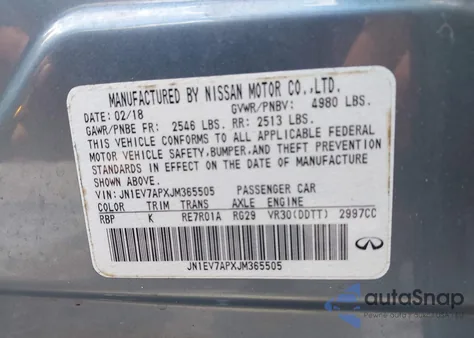 MANUFACTURED BY NISSAN MOTOR CO.,LTD.
DATE: 02/18 GVWR/PNBV: 4980 LBS.
GAWR/PNBE FR: 2546 LBS. RR: 2513 LBS.
THIS VEHICLE CONFORMS TO ALL APPLICABLE FEDERAL
MOTOR VEHICLE SAFETY, BUMPER, AND THEFT PREVENTION
STANDARDS IN EFFECT ON THE DATE OF MANUFACTURE
SHOWN ABOVE.
VIN: JN1EV7APXJM365505 PASSENGER CAR
COLOR TRIM TRANS AXLE ENGINE
RBP K RE7R01A RG29 VR30(DDTT) 2997CC
JN1EV7APXJM365505
INFINITI
autoSnap